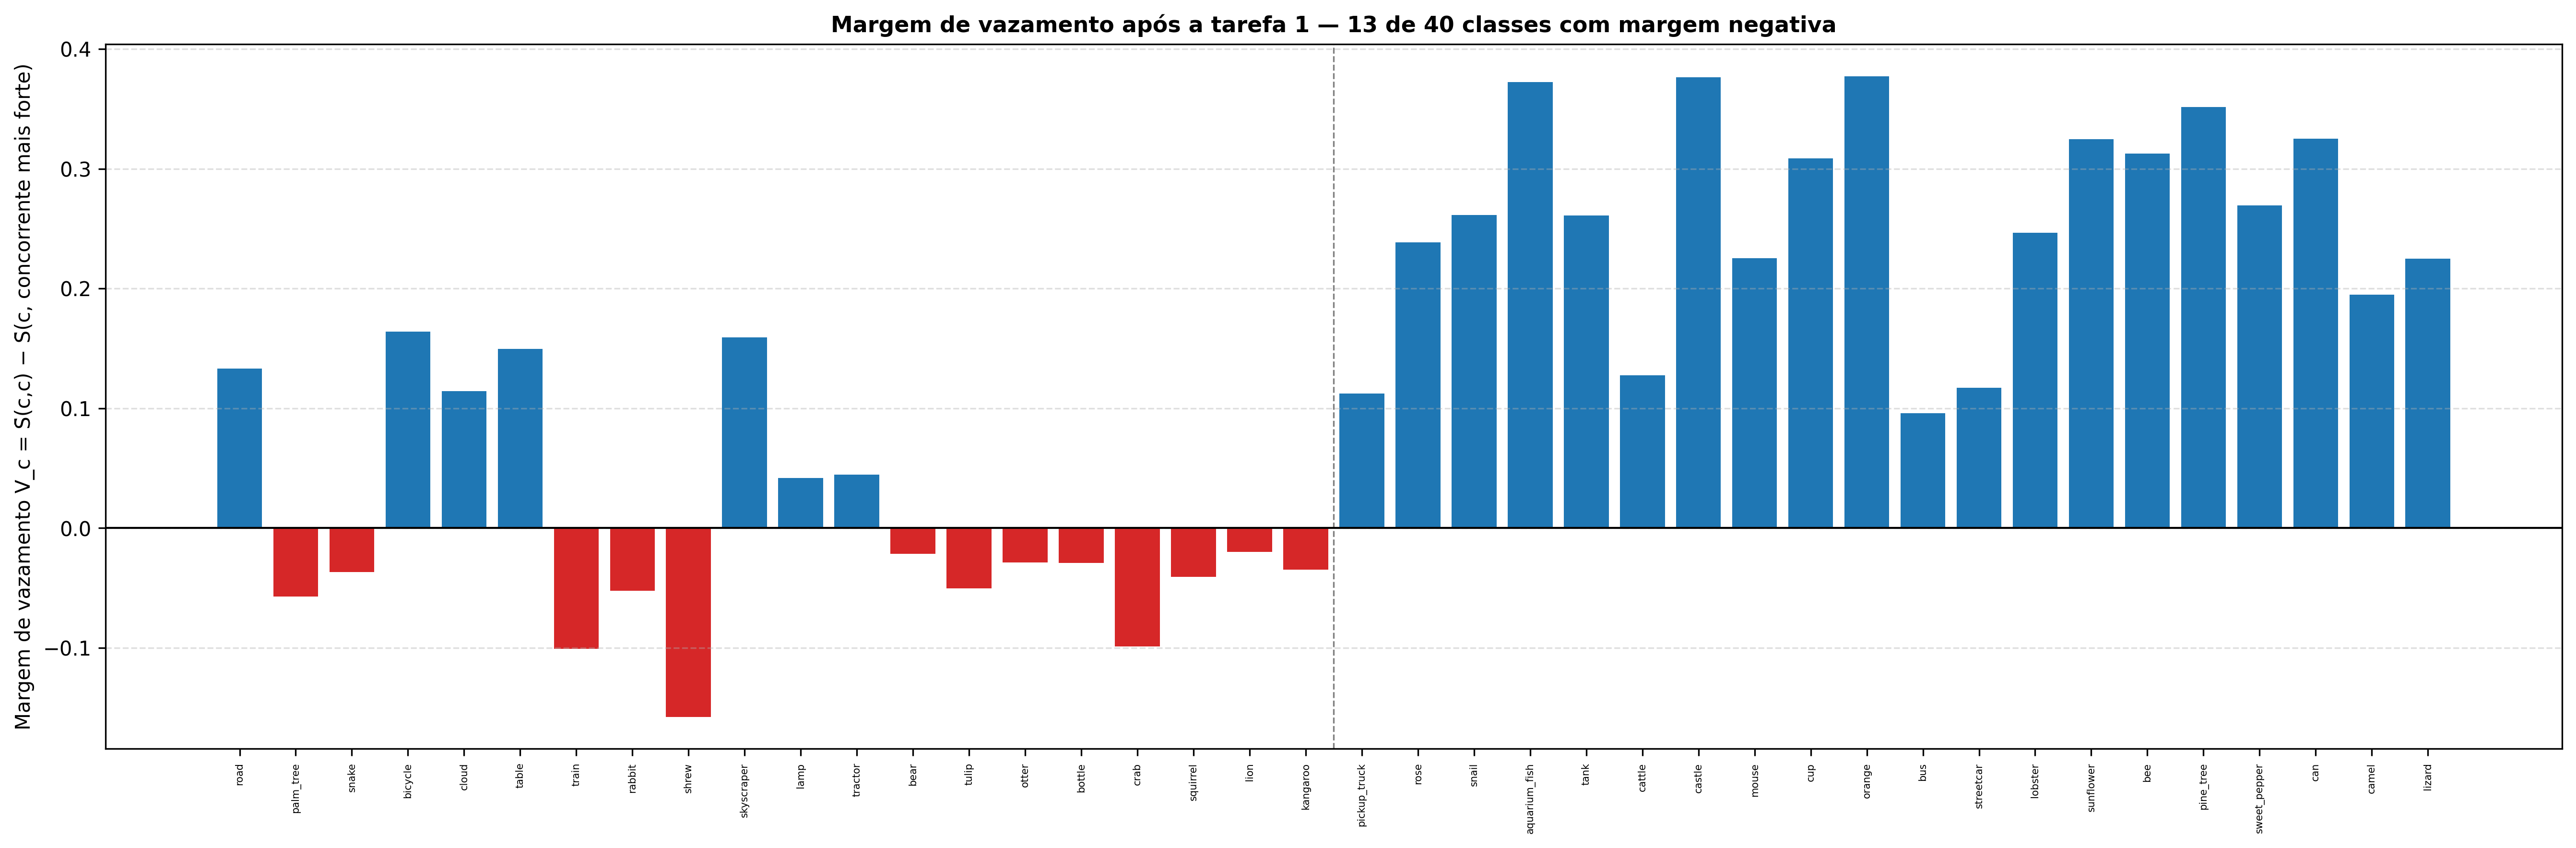 Margem de vazamento após a tarefa 1 — 13 de 40 classes com margem negativa
Margem de vazamento V_c = S(c,c) − S(c, concorrente mais forte)
0.4
0.3
0.2
0.1
0.0
−0.1
road
palm_tree
snake
bicycle
cloud
table
train
rabbit
shrew
skyscraper
lamp
tractor
bear
tulip
otter
bottle
crab
squirrel
lion
kangaroo
pickup_truck
rose
snail
aquarium_fish
tank
cattle
castle
mouse
cup
orange
bus
streetcar
lobster
sunflower
bee
pine_tree
sweet_pepper
can
camel
lizard